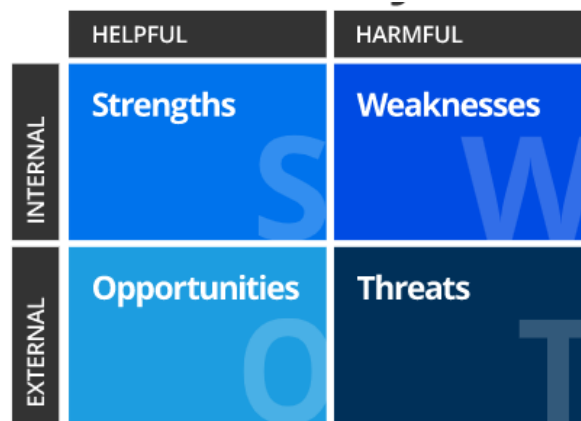 HELPFUL
HARMFUL
INTERNAL
Strengths
S
Weaknesses
W
EXTERNAL
Opportunities
O
Threats
T